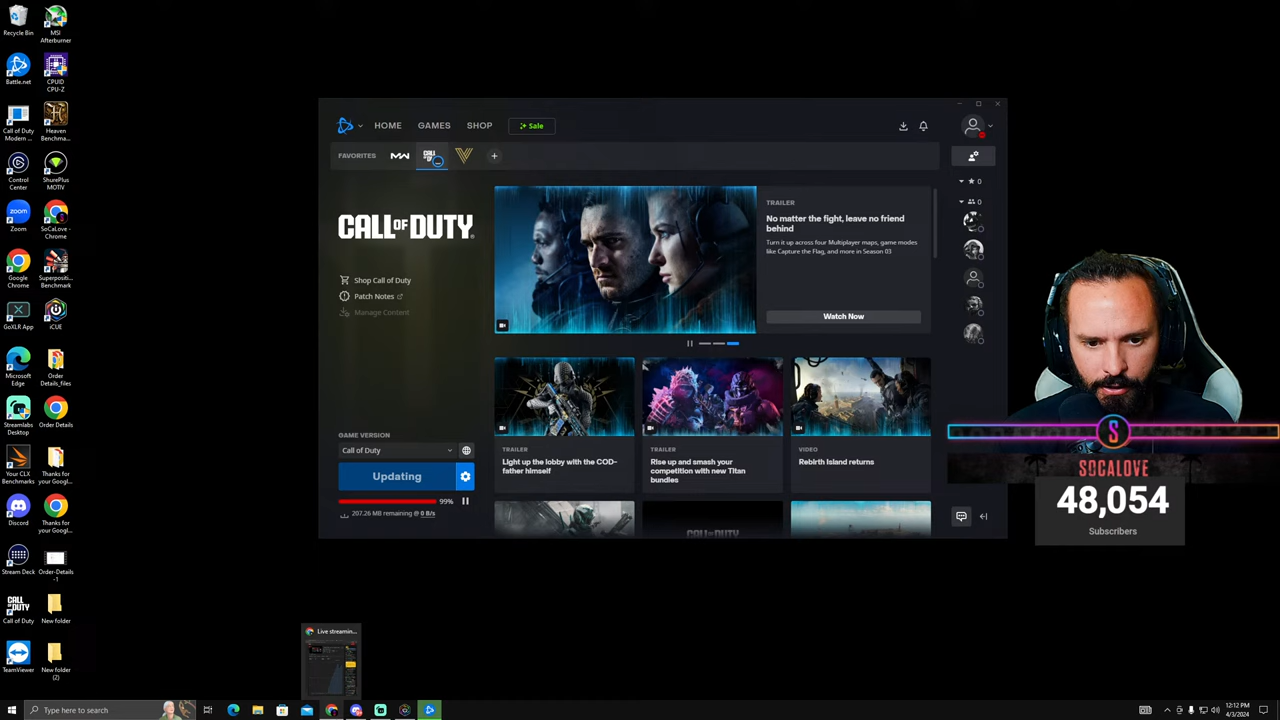 Recycle Bin
MSI
Afterburner
Battle.net
CPUID
CPU-Z
Call of Duty
Modern ...
Heaven
Benchma...
Control
Center
ShurePlus
MOTIV
Zoom
SoCaLove -
Chrome
Google
Chrome
Superpositi...
Benchmark
GoXLR App
iCUE
Microsoft
Edge
Order
Details_files
Streamlabs
Desktop
Order Details
Your CLX
Benchmarks
Thanks for
your Googl...
Discord
Thanks for
your Googl...
Stream Deck
Order-Details
-1
Call of Duty
New folder
TeamViewer
New folder
(2)
HOME
GAMES
SHOP
Sale
FAVORITES
CALL OF DUTY
Shop Call of Duty
Patch Notes
Manage Content
GAME VERSION
Call of Duty
Updating
99%
207.26 MB remaining @ 0 B/s
TRAILER
No matter the fight, leave no friend
behind
Turn it up across four Multiplayer maps, game modes
like Capture the Flag, and more in Season 03
Watch Now
TRAILER
Light up the lobby with the COD-
father himself
TRAILER
Rise up and smash your
competition with new Titan
bundles
VIDEO
Rebirth Island returns
0
0
S
SOCALOVE
48,054
Subscribers
Live streamin...
Type here to search
12:12 PM
4/3/2024